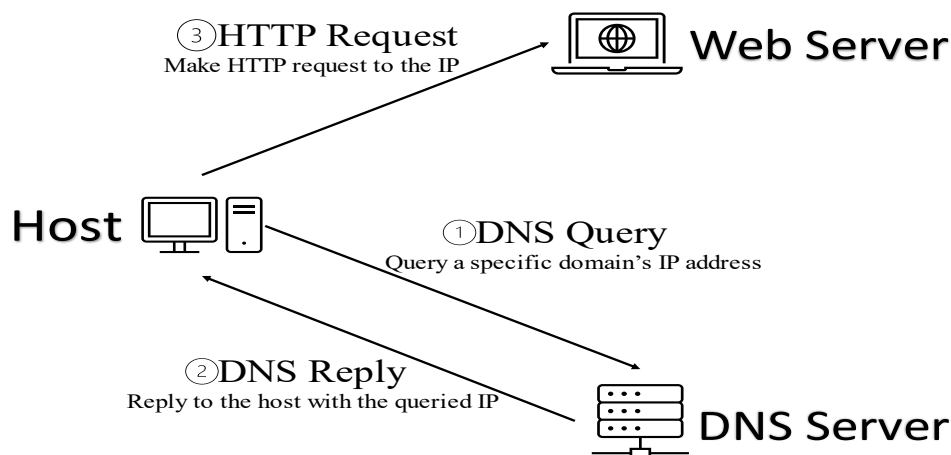 ③HTTP Request
Make HTTP request to the IP
Web Server
Host
①DNS Query
Query a specific domain's IP address
②DNS Reply
Reply to the host with the queried IP
DNS Server